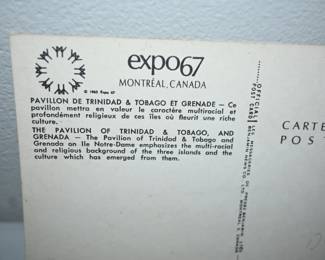 expo67
MONTRÉAL, CANADA
© 1963 Expo 67
PAVILLON DE TRINIDAD & TOBAGO ET GRENADE — Ce
pavillon mettra en valeur le caractère multiracial et
profondément religieux de ces îles où fleurit une riche
culture.
THE PAVILION OF TRINIDAD & TOBAGO, AND
GRENADA — The Pavilion of Trinidad & Tobago and
Grenada on Ile Notre-Dame emphasizes the multi-racial
and religious background of the three islands and the
culture which has emerged from them.
OFFICIAL
POST CARD
CARTE
POS